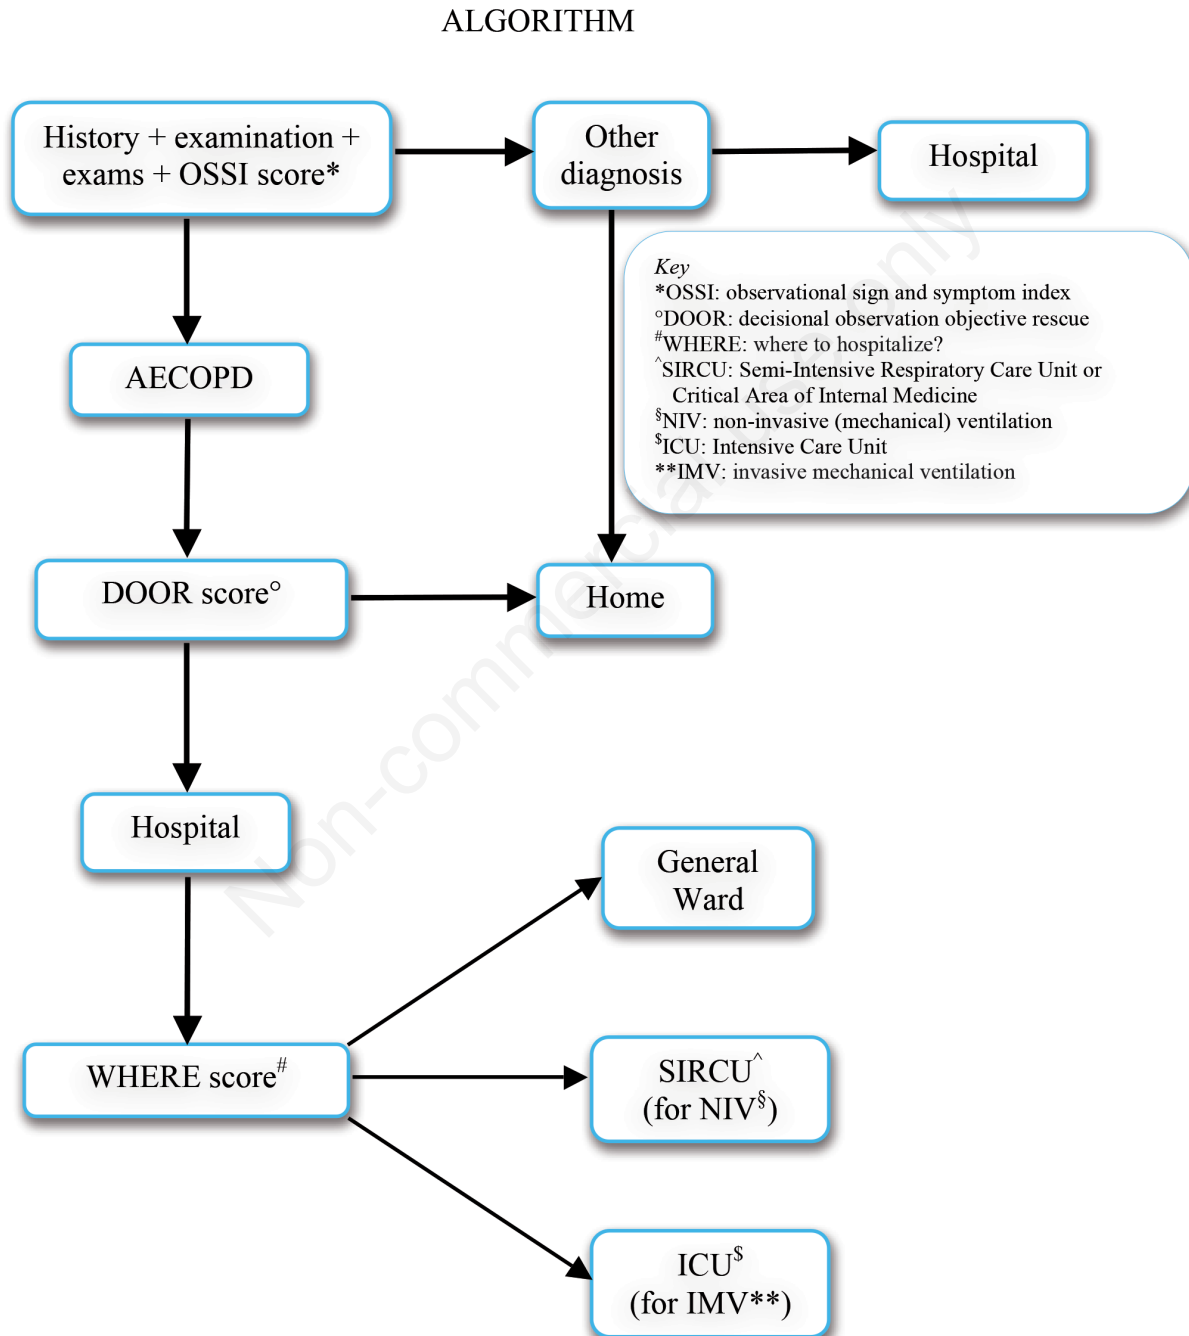 ALGORITHM
History + examination +
exams + OSSI score*
Other
diagnosis
Hospital
Key
*OSSI: observational sign and symptom index
°DOOR: decisional observation objective rescue
#WHERE: where to hospitalize?
^SIRCU: Semi-Intensive Respiratory Care Unit or
Critical Area of Internal Medicine
§NIV: non-invasive (mechanical) ventilation
$ICU: Intensive Care Unit
**IMV: invasive mechanical ventilation
AECOPD
DOOR score°
Home
Hospital
General
Ward
WHERE score#
SIRCU^
(for NIV§)
ICU$
(for IMV**)
Non-commercial use only